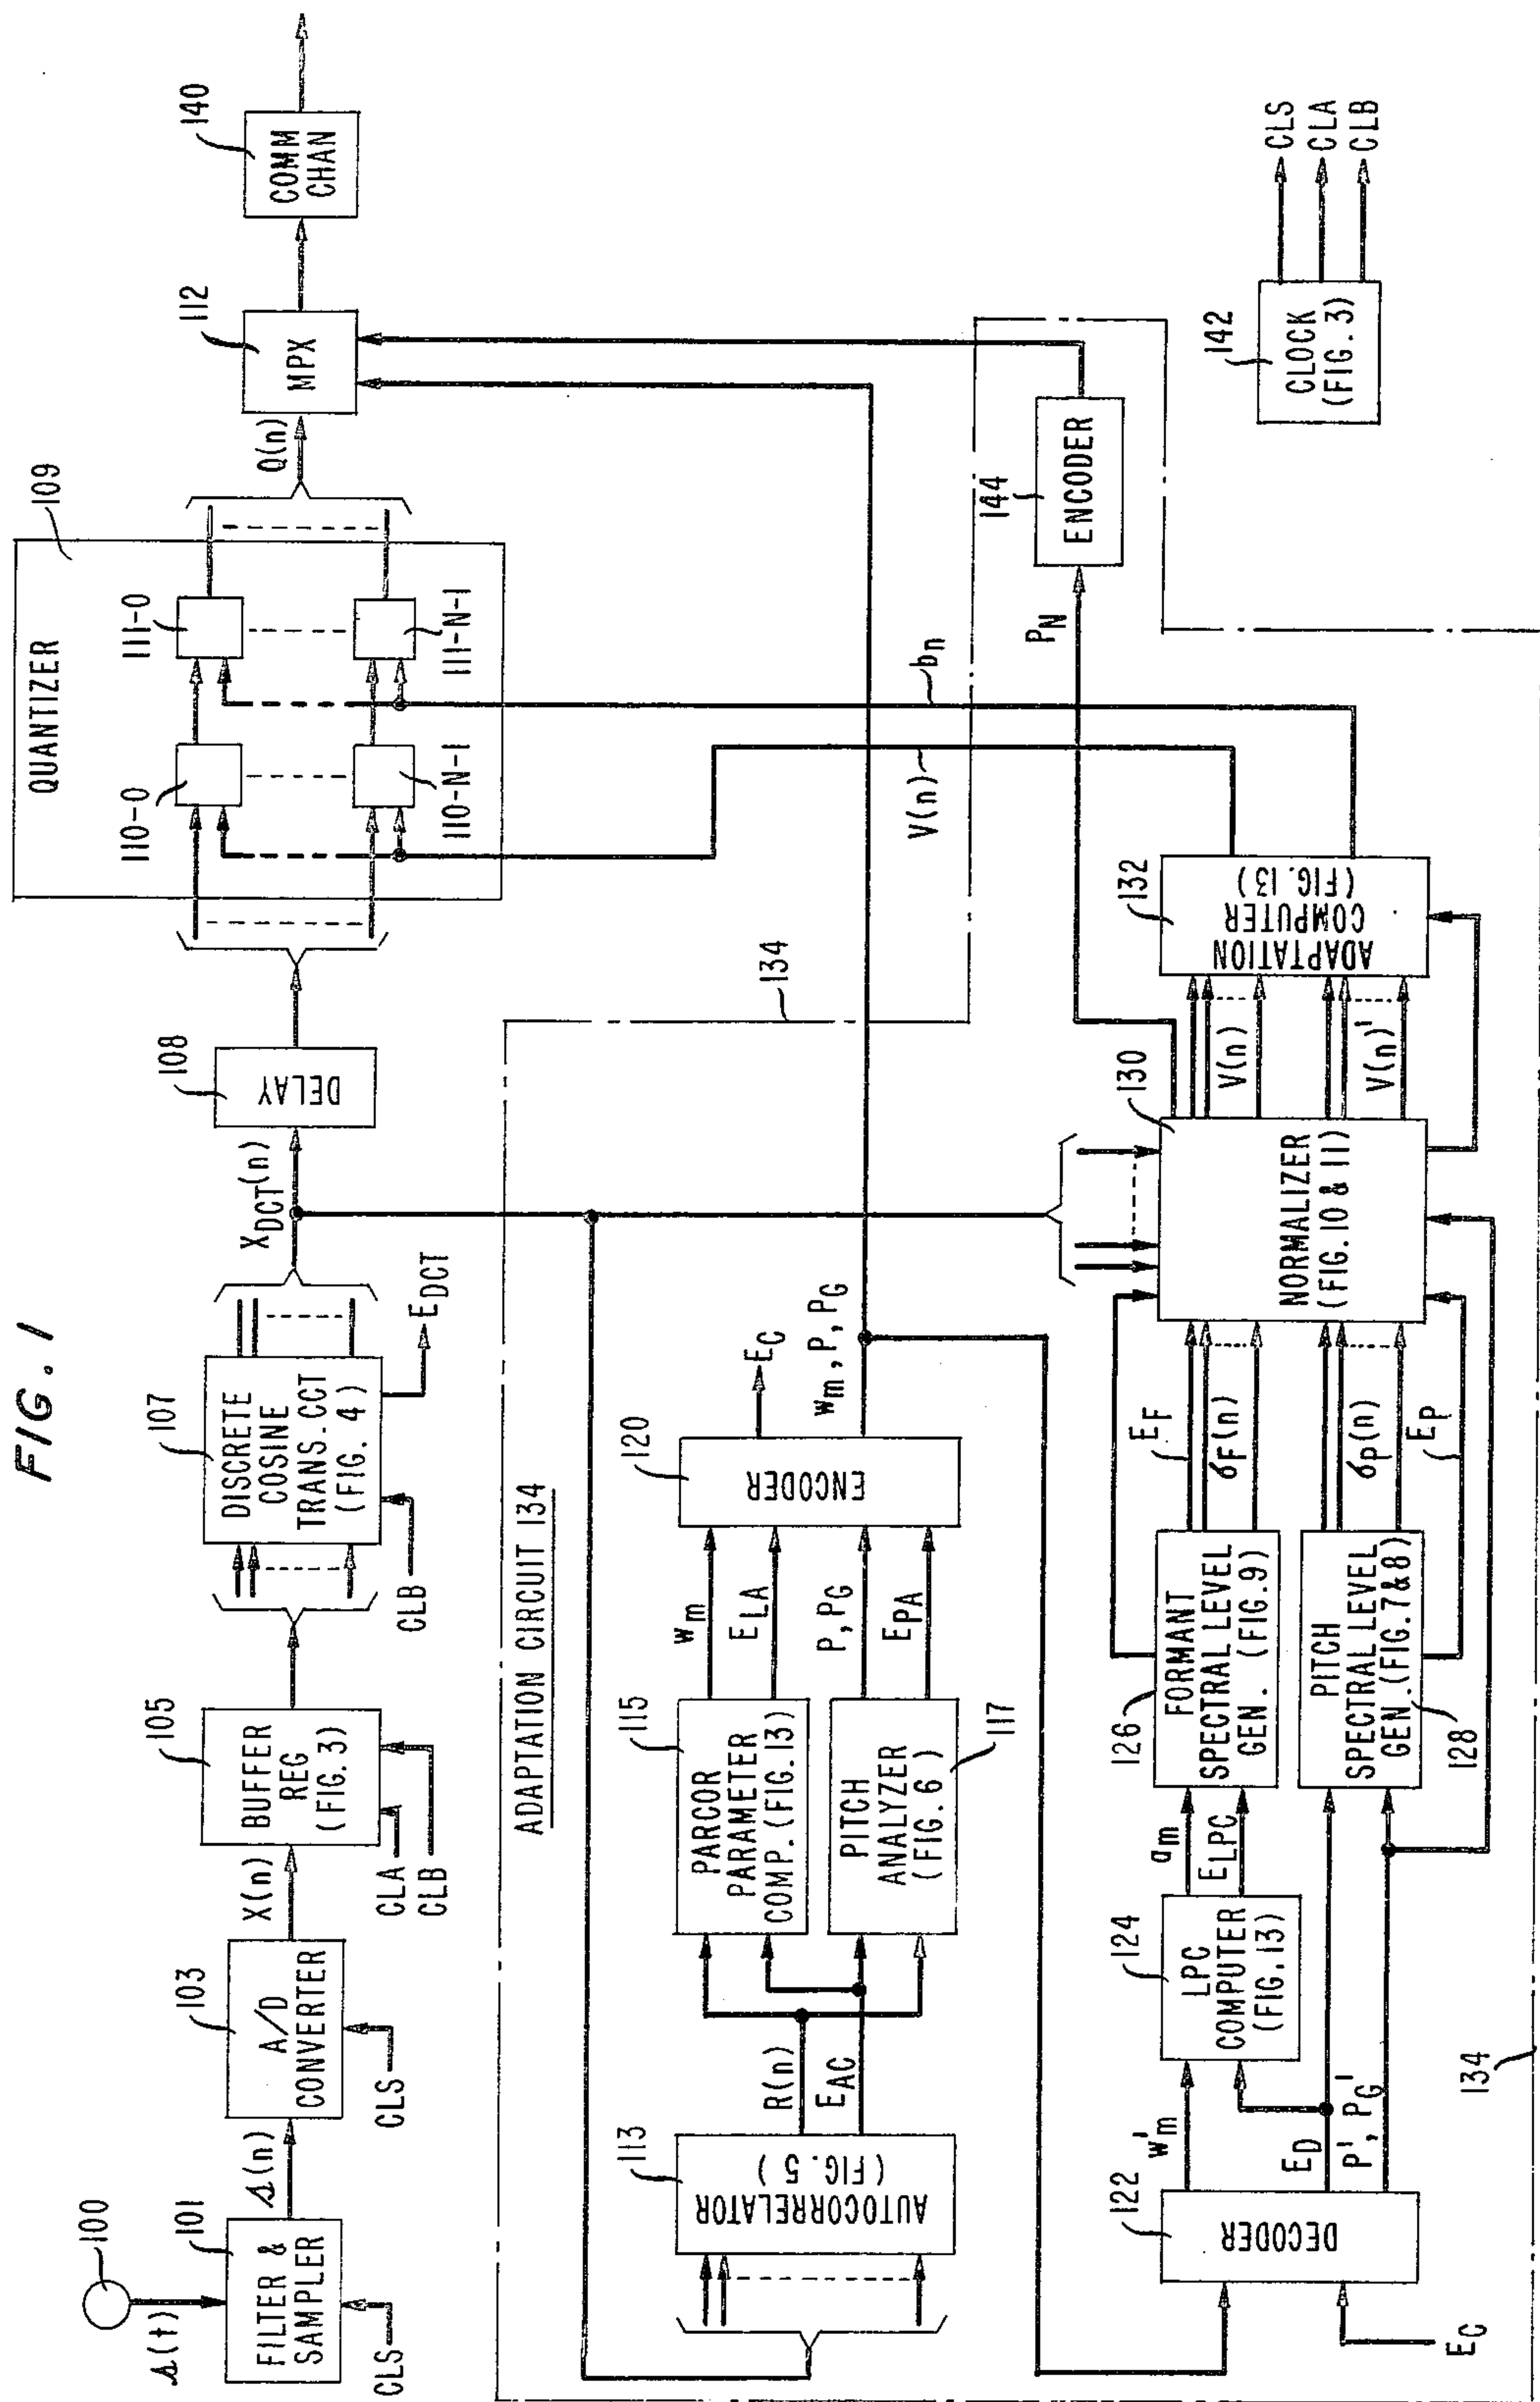 FIG. 1
100
s(t)
101
FILTER &
SAMPLER
CLS
s(n)
103
A/D
CONVERTER
CLS
X(n)
105
BUFFER
REG
(FIG. 3)
CLA
CLB
107
DISCRETE
COSINE
TRANS. CCT
(FIG. 4)
CLB
EDCT
XDCT(n)
108
DELAY
109
QUANTIZER
110-0
111-0
110-N-1
111-N-1
Q(n)
112
MPX
140
COMM
CHAN
ADAPTATION CIRCUIT 134
134
113
AUTOCORRELATOR
(FIG. 5)
R(n)
EAC
115
PARCOR
PARAMETER
COMP. (FIG. 13)
PITCH
ANALYZER
(FIG. 6)
117
wm
ELA
P, PG
EPA
120
ENCODER
EC
wm, P, PG
V(n)
bn
PN
144
ENCODER
142
CLOCK
(FIG. 3)
CLS
CLA
CLB
EC
122
DECODER
w'm
ED
P', PG'
124
LPC
COMPUTER
(FIG. 13)
am
ELPC
126
FORMANT
SPECTRAL LEVEL
GEN. (FIG. 9)
PITCH
SPECTRAL LEVEL
GEN. (FIG. 7 & 8)
128
EF
σF(n)
σP(n)
EP
130
NORMALIZER
(FIG. 10 & 11)
V(n)
V(n)'
132
ADAPTATION
COMPUTER
(FIG. 13)
134